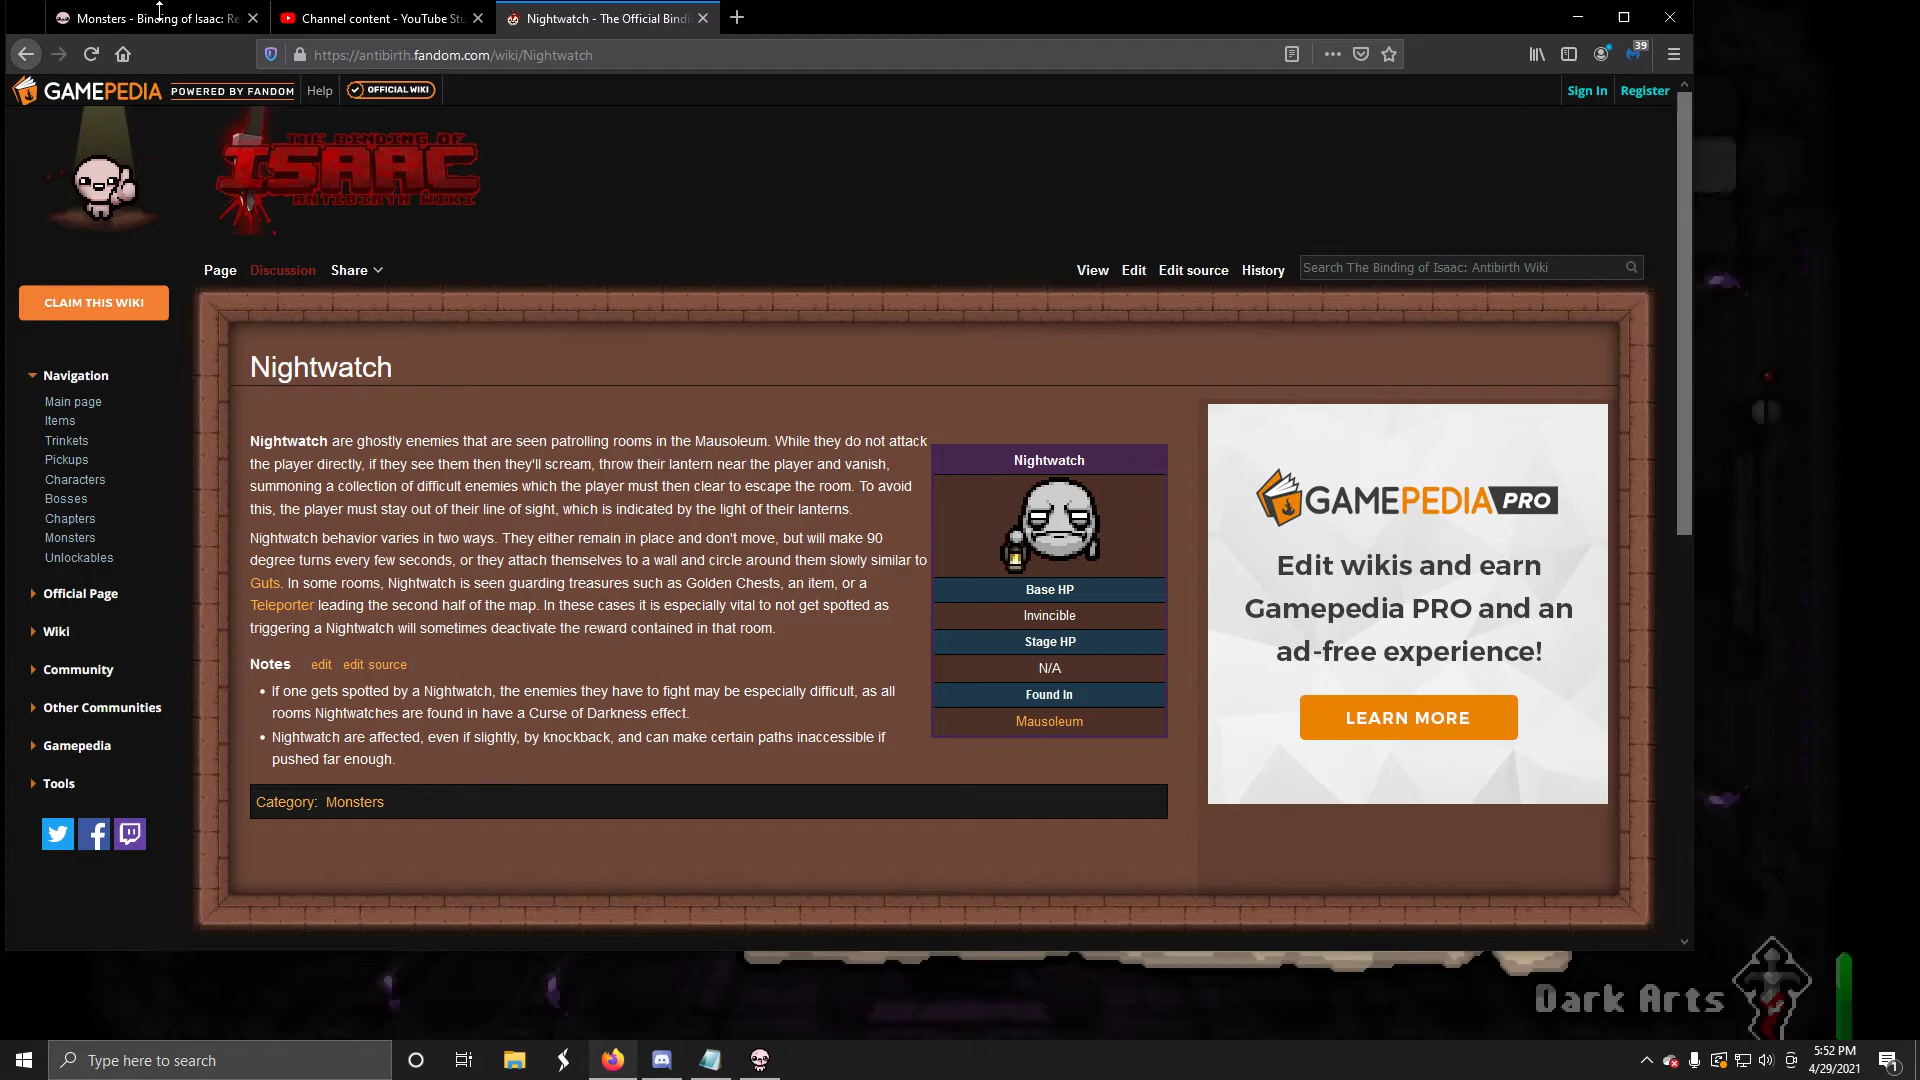 Monsters - Binding of Isaac: Re
Channel content - YouTube Stu
Nightwatch - The Official Bindi
https://antibirth.fandom.com/wiki/Nightwatch
39
GAMEPEDIA POWERED BY FANDOM
Help
OFFICIAL WIKI
Sign In
Register
THE BINDING OF
ISAAC
ANTIBIRTH WIKI
Page
Discussion
Share
View
Edit
Edit source
History
Search The Binding of Isaac: Antibirth Wiki
CLAIM THIS WIKI
Navigation
Main page
Items
Trinkets
Pickups
Characters
Bosses
Chapters
Monsters
Unlockables
Official Page
Wiki
Community
Other Communities
Gamepedia
Tools
Nightwatch
Nightwatch are ghostly enemies that are seen patrolling rooms in the Mausoleum. While they do not attack
the player directly, if they see them then they'll scream, throw their lantern near the player and vanish,
summoning a collection of difficult enemies which the player must then clear to escape the room. To avoid
this, the player must stay out of their line of sight, which is indicated by the light of their lanterns.
Nightwatch behavior varies in two ways. They either remain in place and don't move, but will make 90
degree turns every few seconds, or they attach themselves to a wall and circle around them slowly similar to
Guts. In some rooms, Nightwatch is seen guarding treasures such as Golden Chests, an item, or a
Teleporter leading the second half of the map. In these cases it is especially vital to not get spotted as
triggering a Nightwatch will sometimes deactivate the reward contained in that room.
Notes edit edit source
• If one gets spotted by a Nightwatch, the enemies they have to fight may be especially difficult, as all
rooms Nightwatches are found in have a Curse of Darkness effect.
• Nightwatch are affected, even if slightly, by knockback, and can make certain paths inaccessible if
pushed far enough.
Category: Monsters
Nightwatch
Base HP
Invincible
Stage HP
N/A
Found In
Mausoleum
GAMEPEDIA PRO
Edit wikis and earn
Gamepedia PRO and an
ad-free experience!
LEARN MORE
Dark Arts
Type here to search
5:52 PM
4/29/2021
1